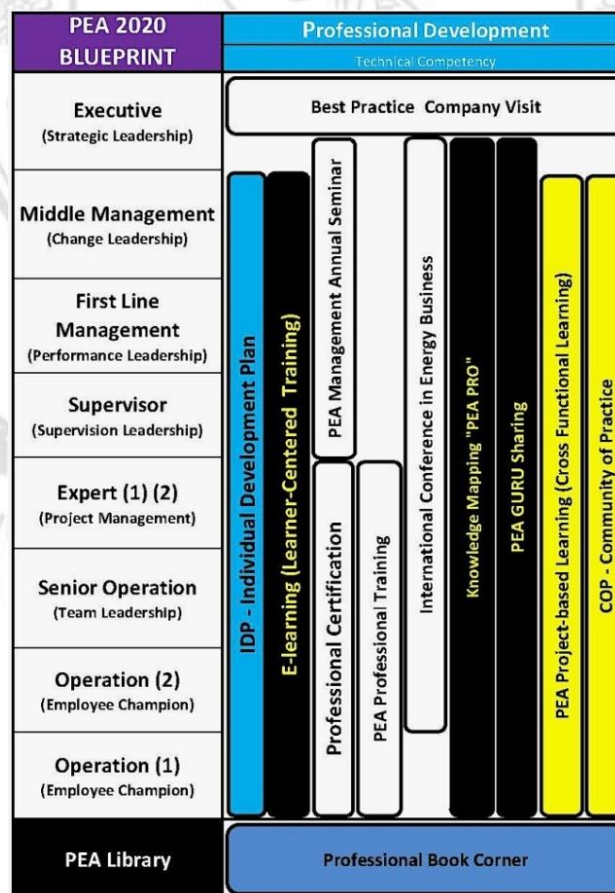 PEA 2020
BLUEPRINT
Professional Development
Technical Competency
Executive
(Strategic Leadership)
Best Practice Company Visit
Middle Management
(Change Leadership)
First Line
Management
(Performance Leadership)
Supervisor
(Supervision Leadership)
Expert (1) (2)
(Project Management)
Senior Operation
(Team Leadership)
Operation (2)
(Employee Champion)
Operation (1)
(Employee Champion)
IDP - Individual Development Plan
E-learning (Learner-Centered Training)
PEA Management Annual Seminar
Professional Certification
PEA Professional Training
International Conference in Energy Business
Knowledge Mapping "PEA PRO"
PEA GURU Sharing
PEA Project-based Learning (Cross Functional Learning)
COP - Community of Practice
PEA Library
Professional Book Corner